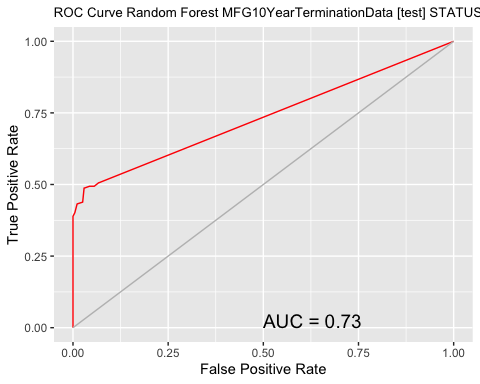 ROC Curve Random Forest MFG10YearTerminationData [test] STATUS
1.00
0.75
0.50
0.25
0.00
True Positive Rate
AUC = 0.73
0.00 0.25 0.50 0.75 1.00
False Positive Rate